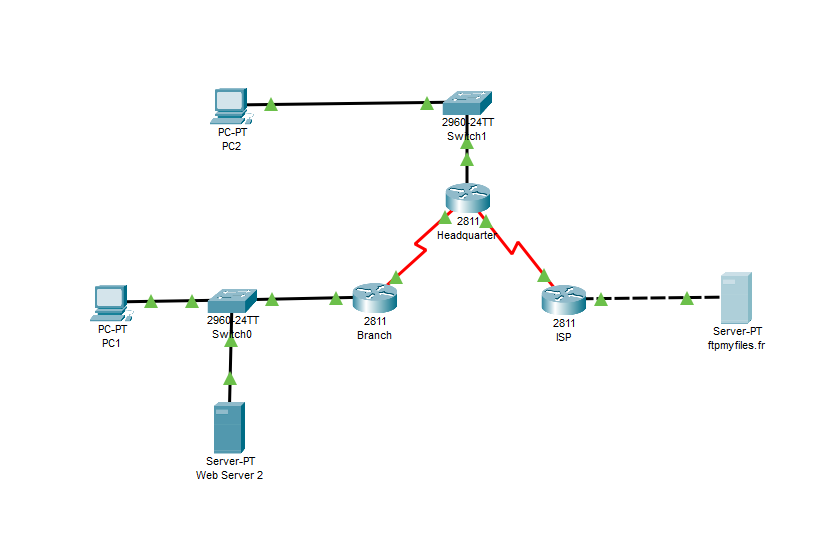 PC-PT
PC2
2960-24TT
Switch1
2811
Headquarter
PC-PT
PC1
2960-24TT
Switch0
2811
Branch
2811
ISP
Server-PT
ftpmyfiles.fr
Server-PT
Web Server 2